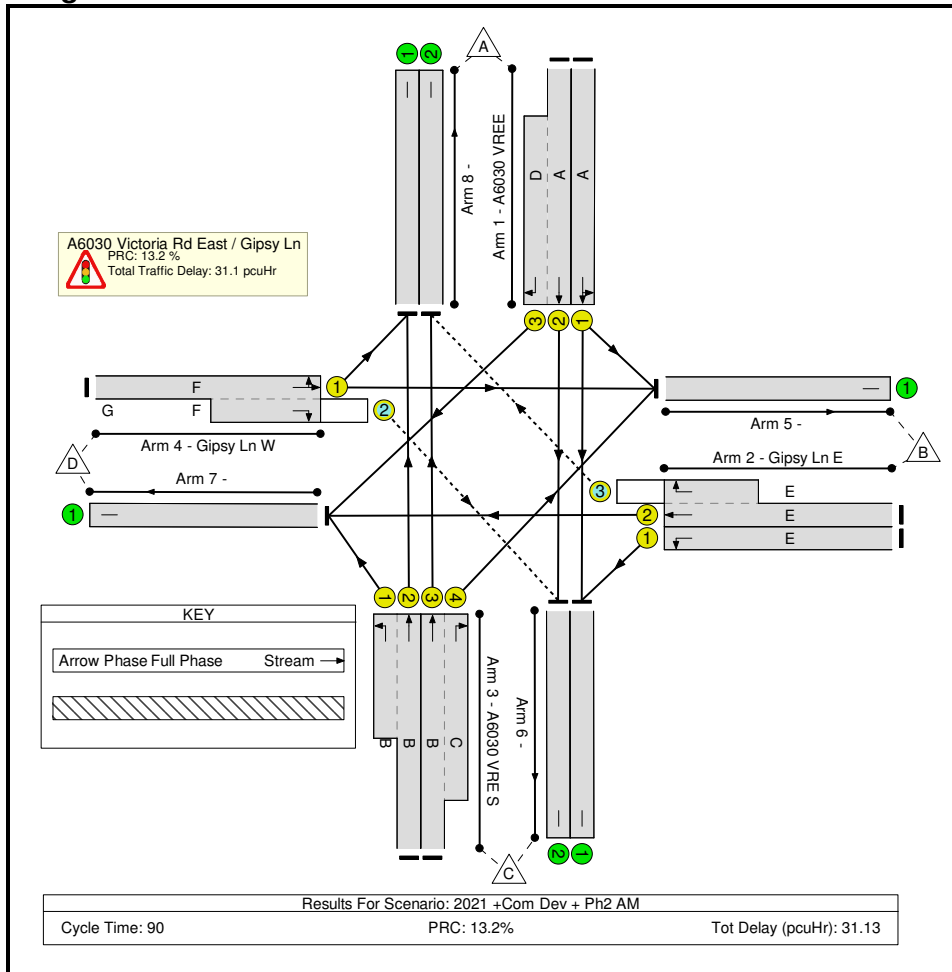 A
1
2
Arm 8 -
Arm 1 - A6030 VREE
D
A
A
A6030 Victoria Rd East / Gipsy Ln
PRC: 13.2 %
Total Traffic Delay: 31.1 pcuHr
3
2
1
F
1
G
F
2
Arm 4 - Gipsy Ln W
D
Arm 7 -
1
1
Arm 5 -
B
Arm 2 - Gipsy Ln E
3
E
2
E
1
E
1
2
3
4
KEY
Arrow Phase Full Phase
Stream
B
B
B
C
Arm 3 - A6030 VRE S
Arm 6 -
2
1
C
Results For Scenario: 2021 +Com Dev + Ph2 AM
Cycle Time: 90
PRC: 13.2%
Tot Delay (pcuHr): 31.13